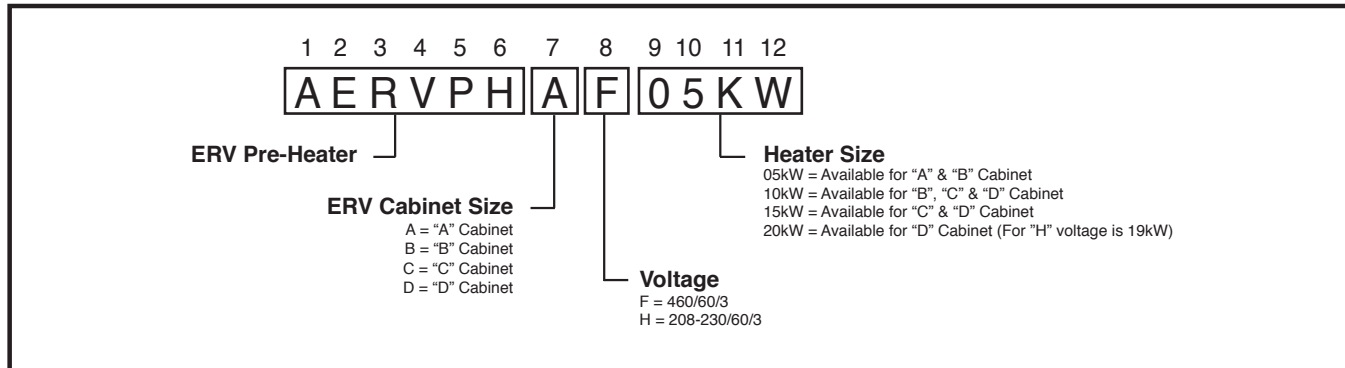 1 2 3 4 5 6 7 8 9 10 11 12
A E R V P H A F 0 5 K W
ERV Pre-Heater
ERV Cabinet Size
A = “A” Cabinet
B = “B” Cabinet
C = “C” Cabinet
D = “D” Cabinet
Voltage
F = 460/60/3
H = 208-230/60/3
Heater Size
05kW = Available for “A” & “B” Cabinet
10kW = Available for “B”, “C” & “D” Cabinet
15kW = Available for “C” & “D” Cabinet
20kW = Available for “D” Cabinet (For ”H” voltage is 19kW)